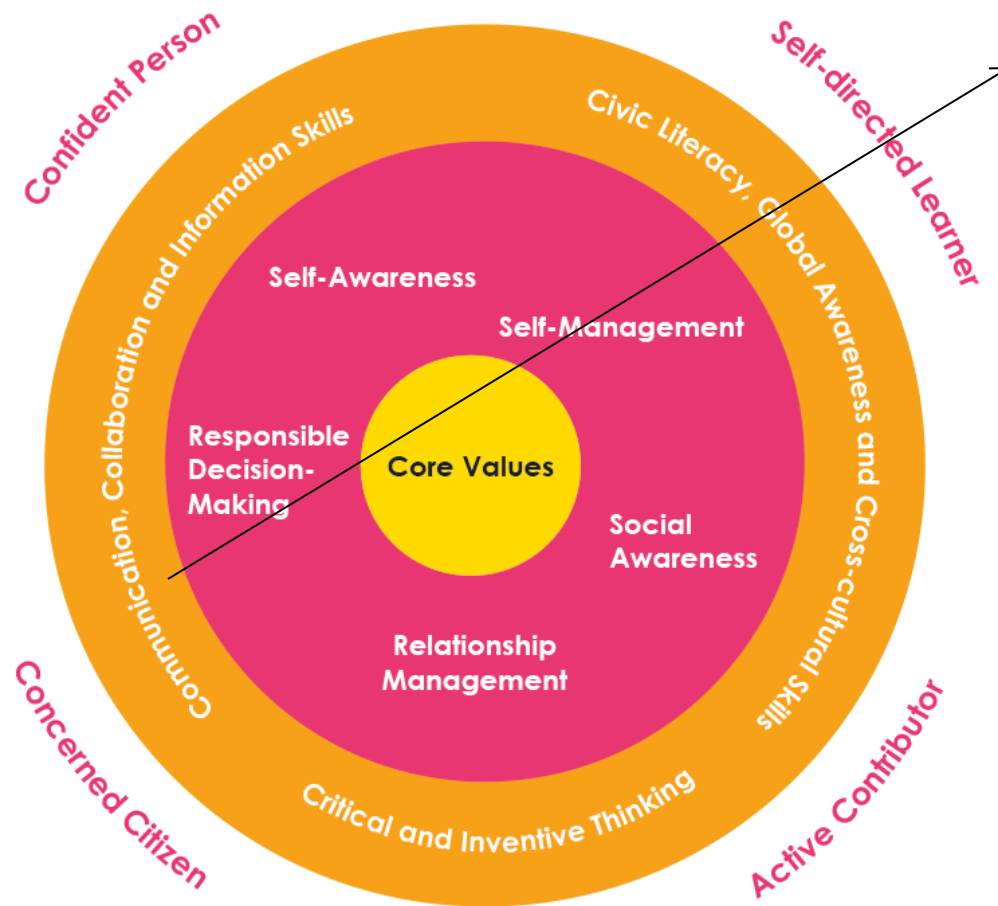 Confident Person
Self-directed Learner
Communication, Collaboration and Information Skills
Civic Literacy, Global Awareness and Cross-cultural Skills
Self-Awareness
Self-Management
Responsible
Decision-
Making
Core Values
Social
Awareness
Relationship
Management
Critical and Inventive Thinking
Concerned Citizen
Active Contributor